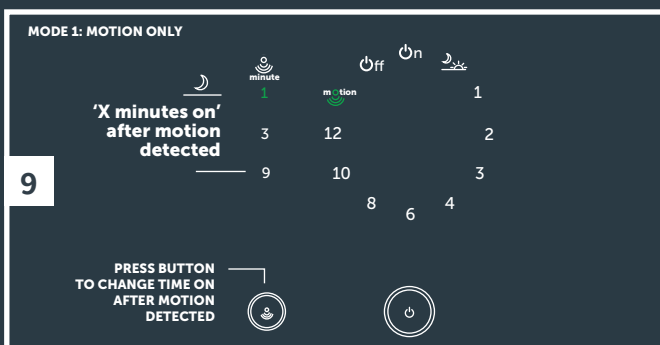 MODE 1: MOTION ONLY
Off
On
minute
motion
1
1
'X minutes on'
after motion
detected
3
12
2
9
10
3
8
6
4
9
PRESS BUTTON
TO CHANGE TIME ON
AFTER MOTION
DETECTED